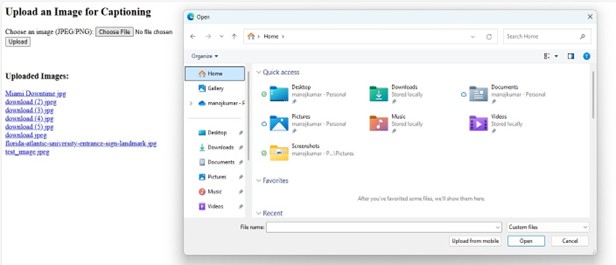 Upload an Image for Captioning
Choose an image (JPEG/PNG): Choose File No file chosen
Upload
Uploaded Images:
Miami Downtime.jpg
download (2).jpeg
download (3).jpg
download (4).jpg
download (5).jpg
download.jpeg
florida-atlantic-university-entrance-sign-landmark.jpg
test_image.jpeg
Open
Home
Search Home
Organize
Home
Gallery
manojkumar - P
Desktop
Downloads
Documents
Pictures
Music
Videos
Quick access
Desktop
manojkumar - Personal
Downloads
Stored locally
Documents
manojkumar - Personal
Pictures
manojkumar - Personal
Music
Stored locally
Videos
Stored locally
Screenshots
manojkumar - P...\Pictures
Favorites
After you've favorited some files, we'll show them here.
Recent
File name:
Custom files
Upload from mobile
Open
Cancel